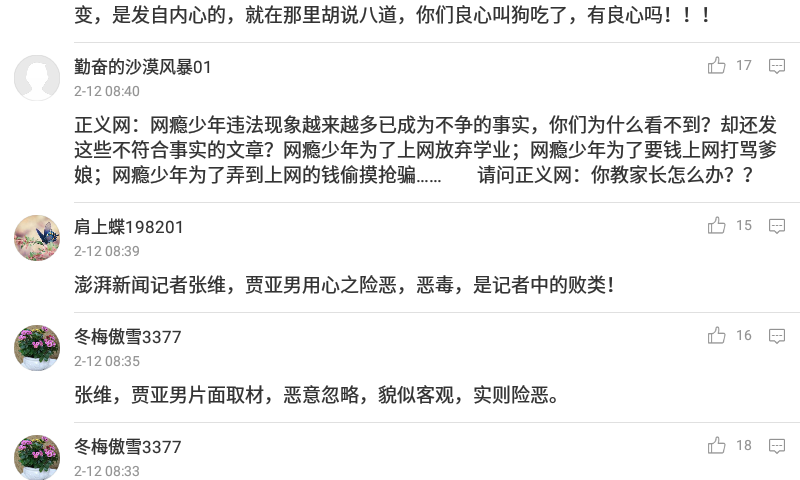 变，是发自内心的，就在那里胡说八道，你们良心叫狗吃了，有良心吗！！！
勤奋的沙漠风暴01
17
2-12 08:40
正义网：网瘾少年违法现象越来越多已成为不争的事实，你们为什么看不到？却还发
这些不符合事实的文章？网瘾少年为了上网放弃学业；网瘾少年为了要钱上网打骂爹
娘；网瘾少年为了弄到上网的钱偷摸抢骗…… 请问正义网：你教家长怎么办？？
肩上蝶198201
15
2-12 08:39
澎湃新闻记者张维，贾亚男用心之险恶，恶毒，是记者中的败类！
冬梅傲雪3377
16
2-12 08:35
张维，贾亚男片面取材，恶意忽略，貌似客观，实则险恶。
冬梅傲雪3377
18
2-12 08:33